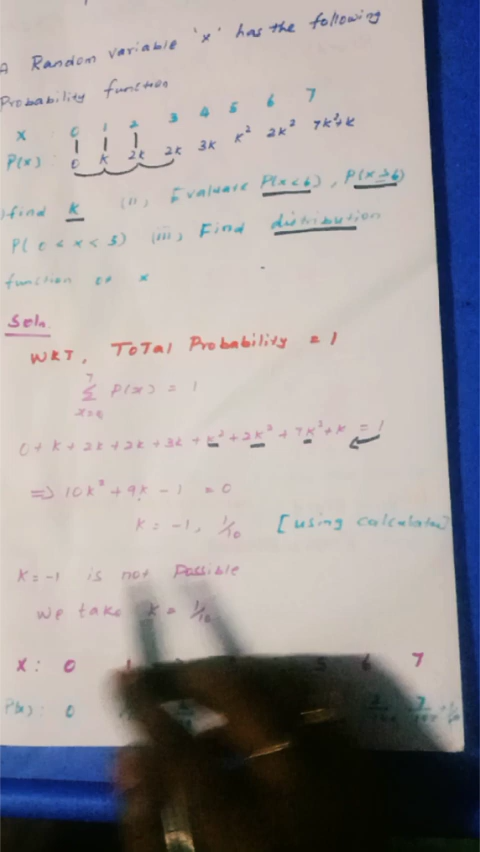 A Random variable 'x' has the following
Probability function
x : 0 1 2 3 4 5 6 7
P(x) : 0 k 2k 2k 3k k² 2k² 7k²+k
)find k (ii) Evaluate P(x<6), P(x≥6)
P(0<x<5) (iii) Find distribution
function of x
Soln.
WKT, Total Probability = 1
7
Σ P(x) = 1
x=0
0+k+2k+2k+3k+k²+2k²+7k²+k = 1
=> 10k²+9k-1 = 0
k = -1, 1/10 [using calculator]
k = -1 is not Possible
We take k = 1/10
x : 0 1 5 6 7
P(x) : 0